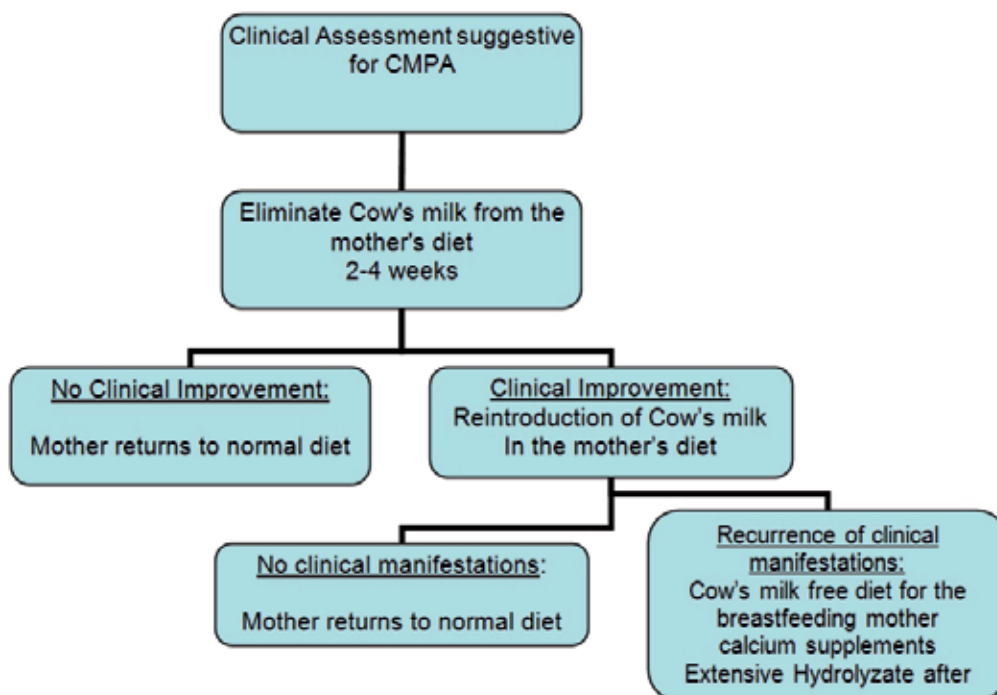 Clinical Assessment suggestive
for CMPA
Eliminate Cow's milk from the
mother's diet
2-4 weeks
No Clinical Improvement:
Mother returns to normal diet
Clinical Improvement:
Reintroduction of Cow's milk
In the mother's diet
No clinical manifestations:
Mother returns to normal diet
Recurrence of clinical
manifestations:
Cow's milk free diet for the
breastfeeding mother
calcium supplements
Extensive Hydrolyzate after